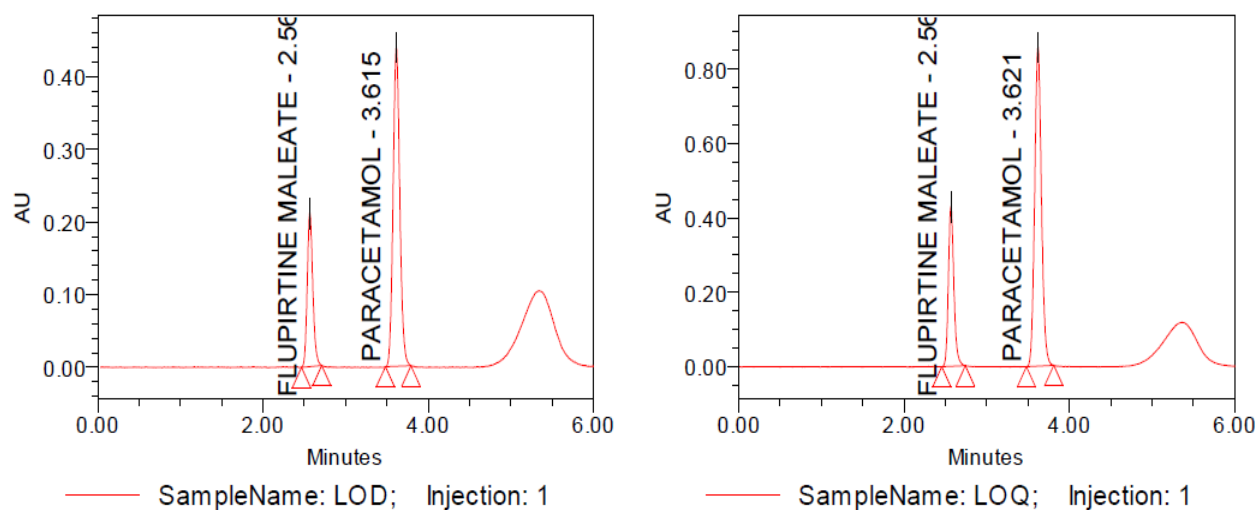 FLUPIRTINE MALEATE - 2.56
PARACETAMOL - 3.615
AU
0.40
0.30
0.20
0.10
0.00
0.00 2.00 4.00 6.00
Minutes
SampleName: LOD; Injection: 1
FLUPIRTINE MALEATE - 2.56
PARACETAMOL - 3.621
AU
0.80
0.60
0.40
0.20
0.00
0.00 2.00 4.00 6.00
Minutes
SampleName: LOQ; Injection: 1